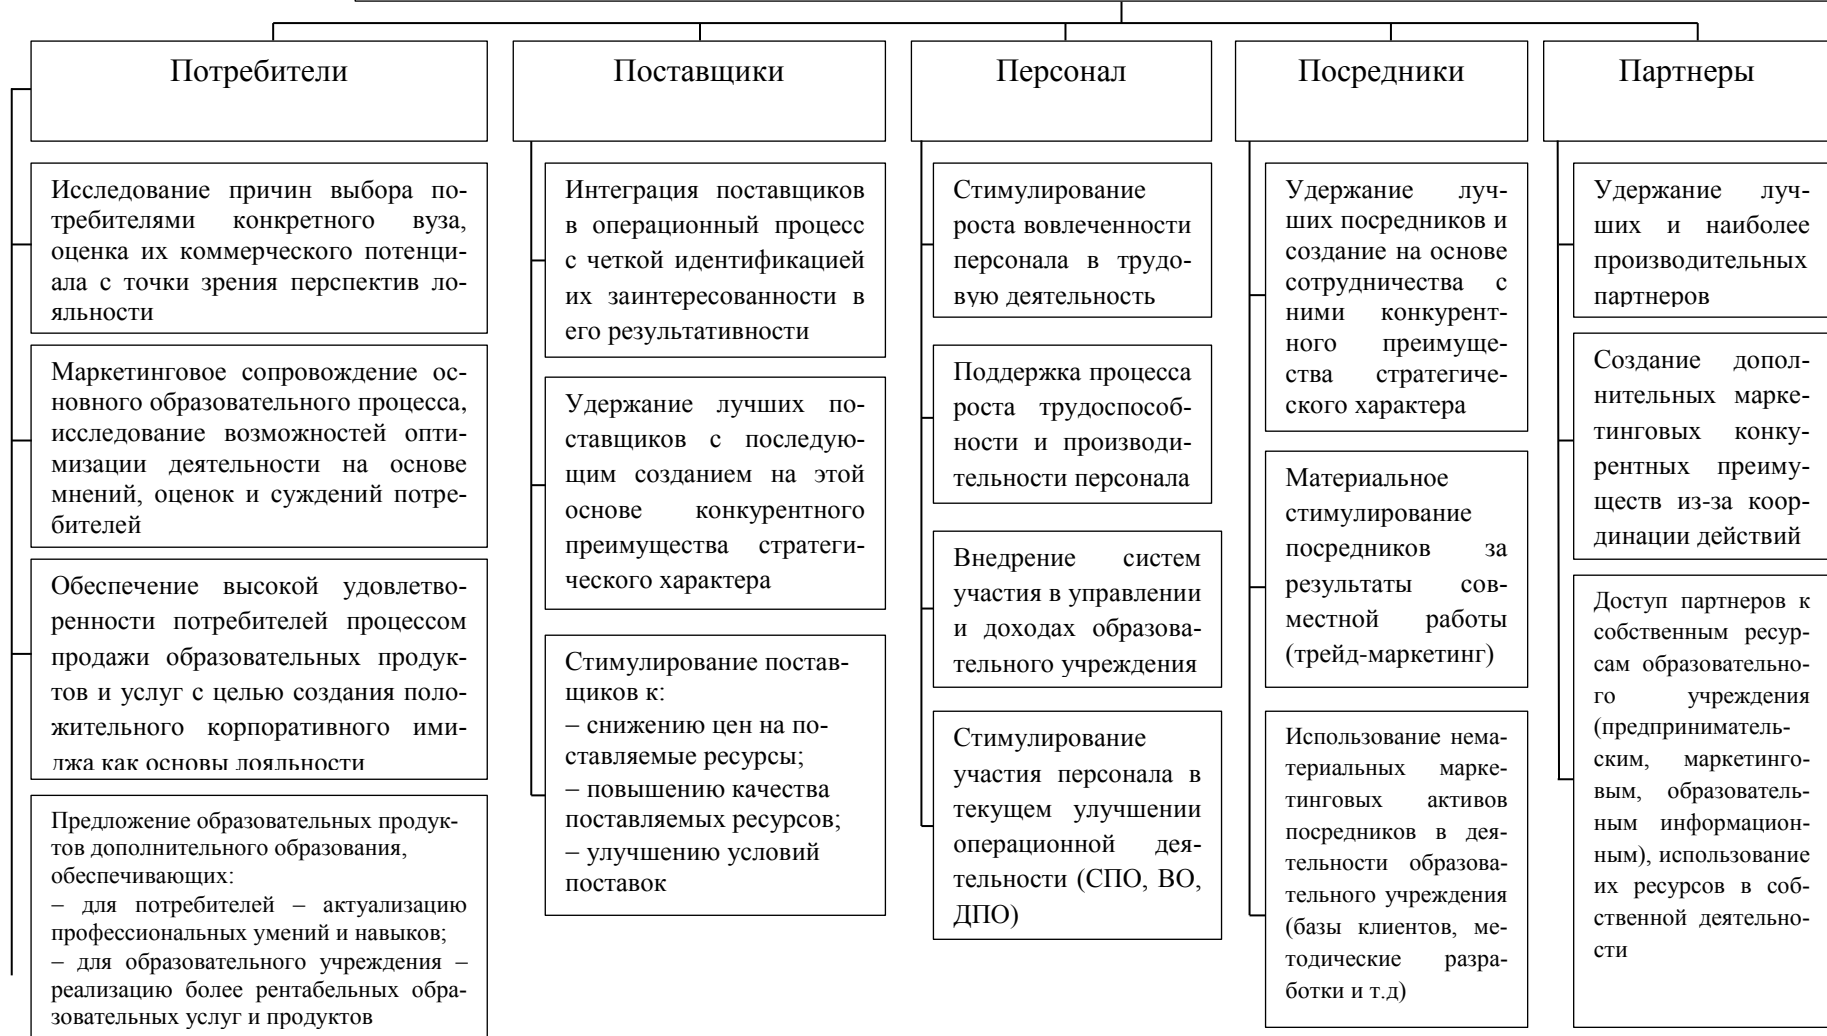 Потребители
Исследование причин выбора по-
требителями конкретного вуза,
оценка их коммерческого потенци-
ала с точки зрения перспектив ло-
яльности
Маркетинговое сопровождение ос-
новного образовательного процесса,
исследование возможностей опти-
мизации деятельности на основе
мнений, оценок и суждений потре-
бителей
Обеспечение высокой удовлетво-
ренности потребителей процессом
продажи образовательных продук-
тов и услуг с целью создания поло-
жительного корпоративного ими-
джа как основы лояльности
Предложение образовательных продук-
тов дополнительного образования,
обеспечивающих:
– для потребителей – актуализацию
профессиональных умений и навыков;
– для образовательного учреждения –
реализацию более рентабельных обра-
зовательных услуг и продуктов
Поставщики
Интеграция поставщиков
в операционный процесс
с четкой идентификацией
их заинтересованности в
его результативности
Удержание лучших по-
ставщиков с последую-
щим созданием на этой
основе конкурентного
преимущества стратеги-
ческого характера
Стимулирование постав-
щиков к:
– снижению цен на по-
ставляемые ресурсы;
– повышению качества
поставляемых ресурсов;
– улучшению условий
поставок
Персонал
Стимулирование
роста вовлеченности
персонала в трудо-
вую деятельность
Поддержка процесса
роста трудоспособ-
ности и производи-
тельности персонала
Внедрение систем
участия в управлении
и доходах образова-
тельного учреждения
Стимулирование
участия персонала в
текущем улучшении
операционной дея-
тельности (СПО, ВО,
ДПО)
Посредники
Удержание луч-
ших посредников и
создание на основе
сотрудничества с
ними конкурент-
ного преимуще-
ства стратегиче-
ского характера
Материальное
стимулирование
посредников за
результаты сов-
местной работы
(трейд-маркетинг)
Использование нема-
териальных марке-
тинговых активов
посредников в дея-
тельности образова-
тельного учреждения
(базы клиентов, ме-
тодические разра-
ботки и т.д)
Партнеры
Удержание луч-
ших и наиболее
производительных
партнеров
Создание допол-
нительных марке-
тинговых конку-
рентных преиму-
ществ из-за коор-
динации действий
Доступ партнеров к
собственным ресур-
сам образовательно-
го учреждения
(предприниматель-
ским, маркетинго-
вым, образователь-
ным информацион-
ным), использование
их ресурсов в соб-
ственной деятельно-
сти